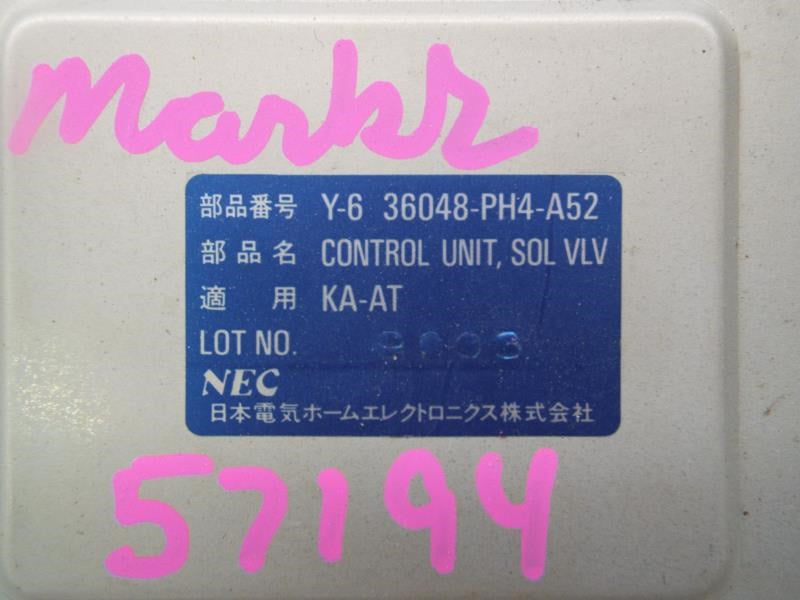 Markz
部品番号 Y-6 36048-PH4-A52
部品名 CONTROL UNIT, SOL VLV
適用 KA-AT
LOT NO.
NEC
日本電気ホームエレクトロニクス株式会社
57194